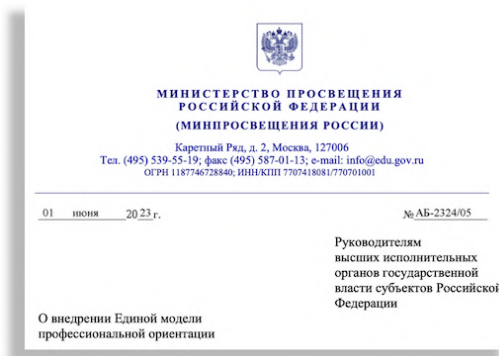 МИНИСТЕРСТВО ПРОСВЕЩЕНИЯ
РОССИЙСКОЙ ФЕДЕРАЦИИ
(МИНПРОСВЕЩЕНИЯ РОССИИ)
Каретный Ряд, д. 2, Москва, 127006
Тел. (495) 539-55-19; факс (495) 587-01-13; e-mail: info@edu.gov.ru
ОГРН 1187746728840; ИНН/КПП 7707418081/770701001
01 июня 2023 г.
№ АБ-2324/05
Руководителям
высших исполнительных
органов государственной
власти субъектов Российской
Федерации
О внедрении Единой модели
профессиональной ориентации